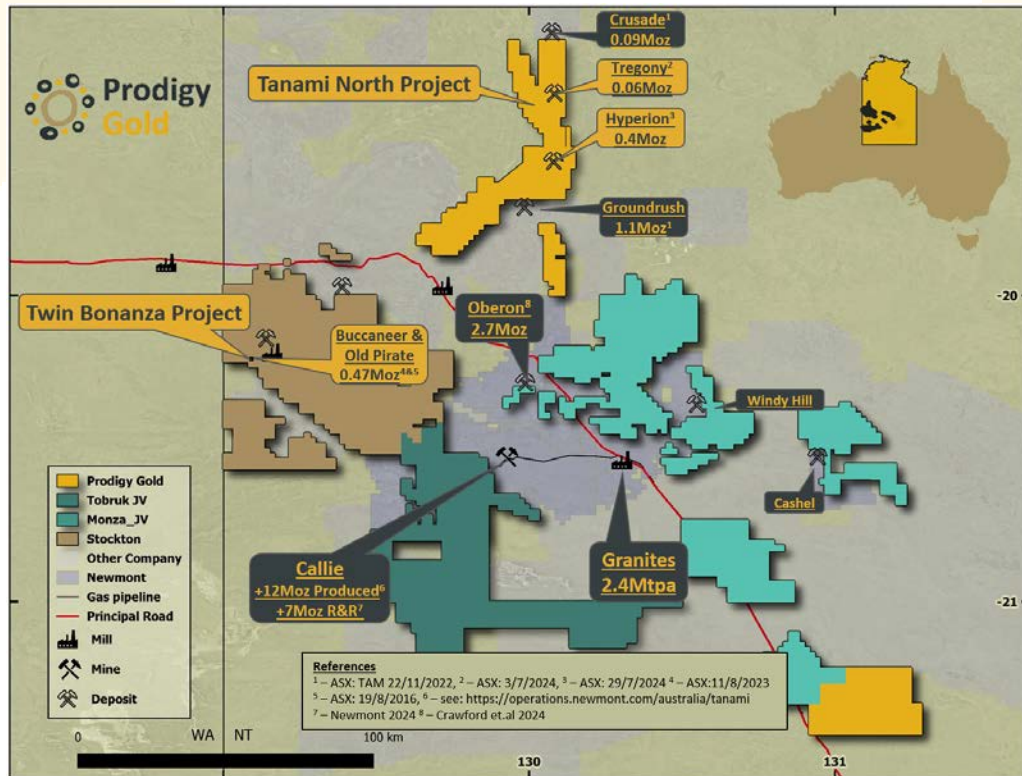 Prodigy
Gold
Tanami North Project
Crusade¹
0.09Moz
Tregony²
0.06Moz
Hyperion³
0.4Moz
Groundrush
1.1Moz¹
-20
Twin Bonanza Project
Buccaneer &
Old Pirate
0.47Moz⁴&⁵
Oberon⁸
2.7Moz
Windy Hill
Cashel
Callie
+12Moz Produced⁶
+7Moz R&R⁷
Granites
2.4Mtpa
-21
Prodigy Gold
Tobruk JV
Monza_JV
Stockton
Other Company
Newmont
Gas pipeline
Principal Road
Mill
Mine
Deposit
References
¹ – ASX: TAM 22/11/2022, ² – ASX: 3/7/2024, ³ – ASX: 29/7/2024 ⁴ – ASX:11/8/2023
⁵ – ASX: 19/8/2016, ⁶ – see: https://operations.newmont.com/australia/tanami
⁷ – Newmont 2024 ⁸ – Crawford et.al 2024
0 WA NT 100 km
130 131